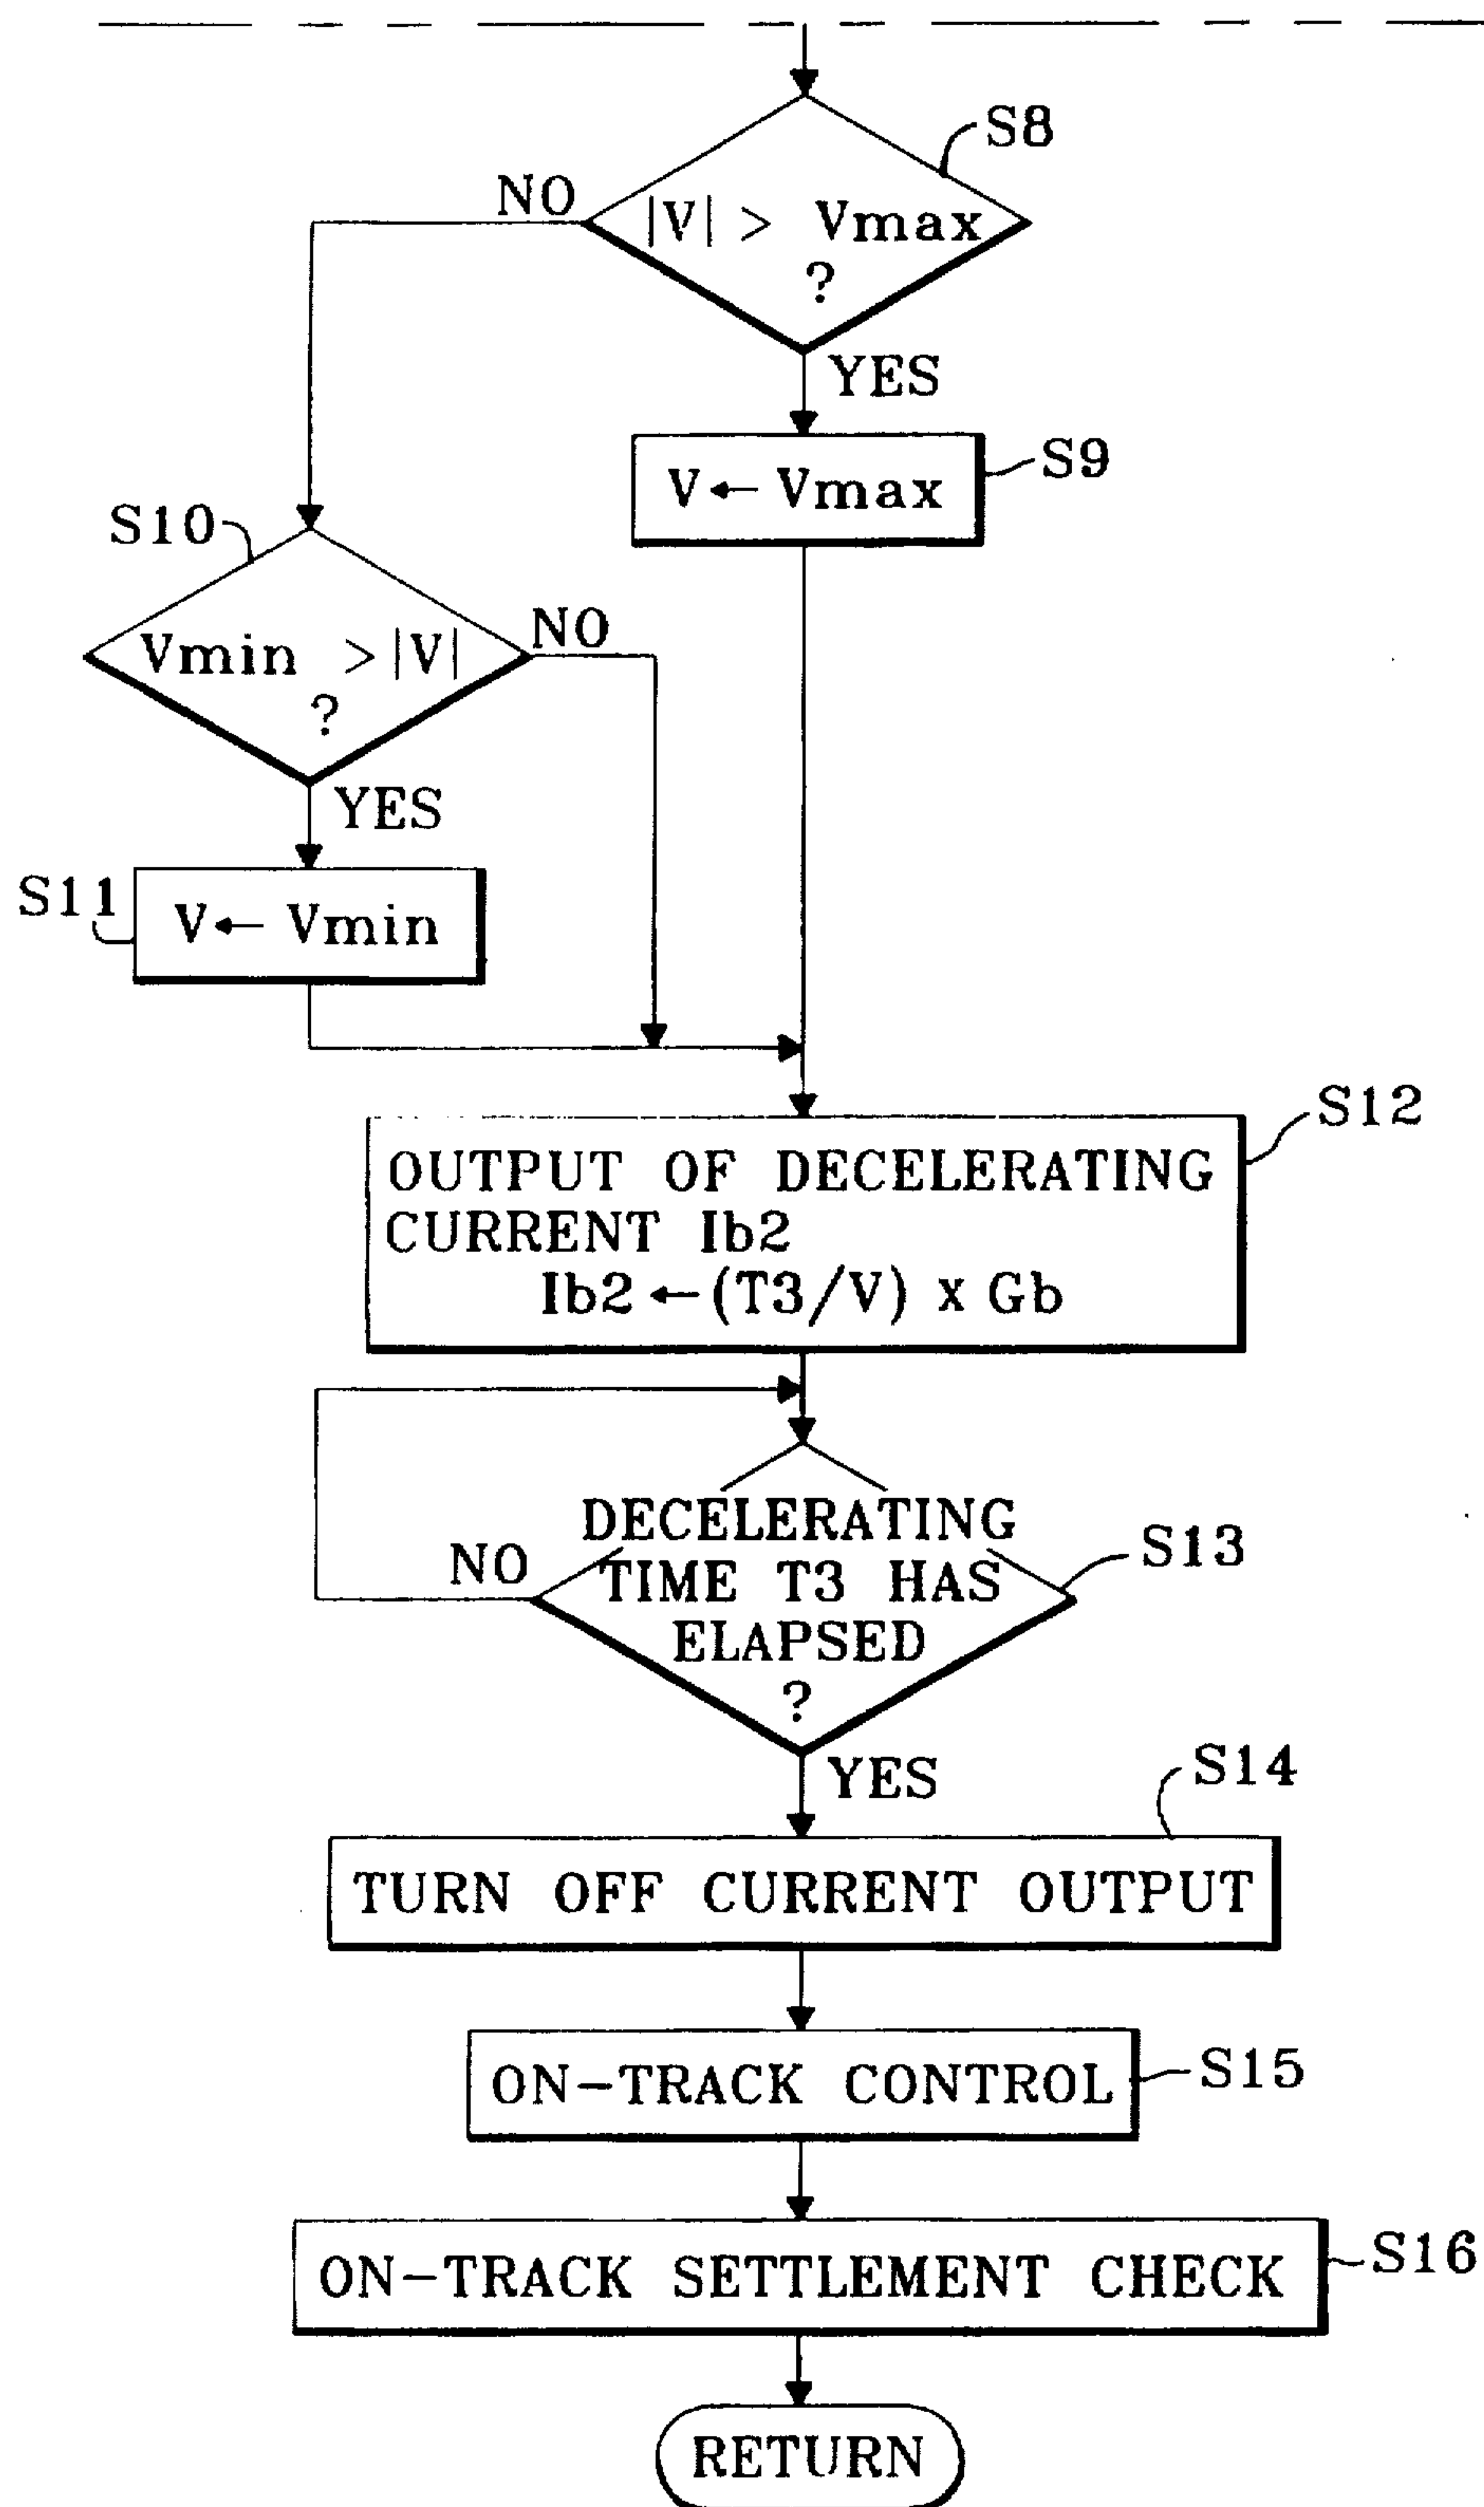 S8
NO
|V| > Vmax
?
YES
S9
V ← Vmax
S10
NO
Vmin >|V|
?
YES
S11
V ← Vmin
S12
OUTPUT OF DECELERATING
CURRENT Ib2
Ib2 ← (T3/V) x Gb
S13
NO
DECELERATING
TIME T3 HAS
ELAPSED
?
YES
S14
TURN OFF CURRENT OUTPUT
ON-TRACK CONTROL
S15
ON-TRACK SETTLEMENT CHECK
S16
RETURN